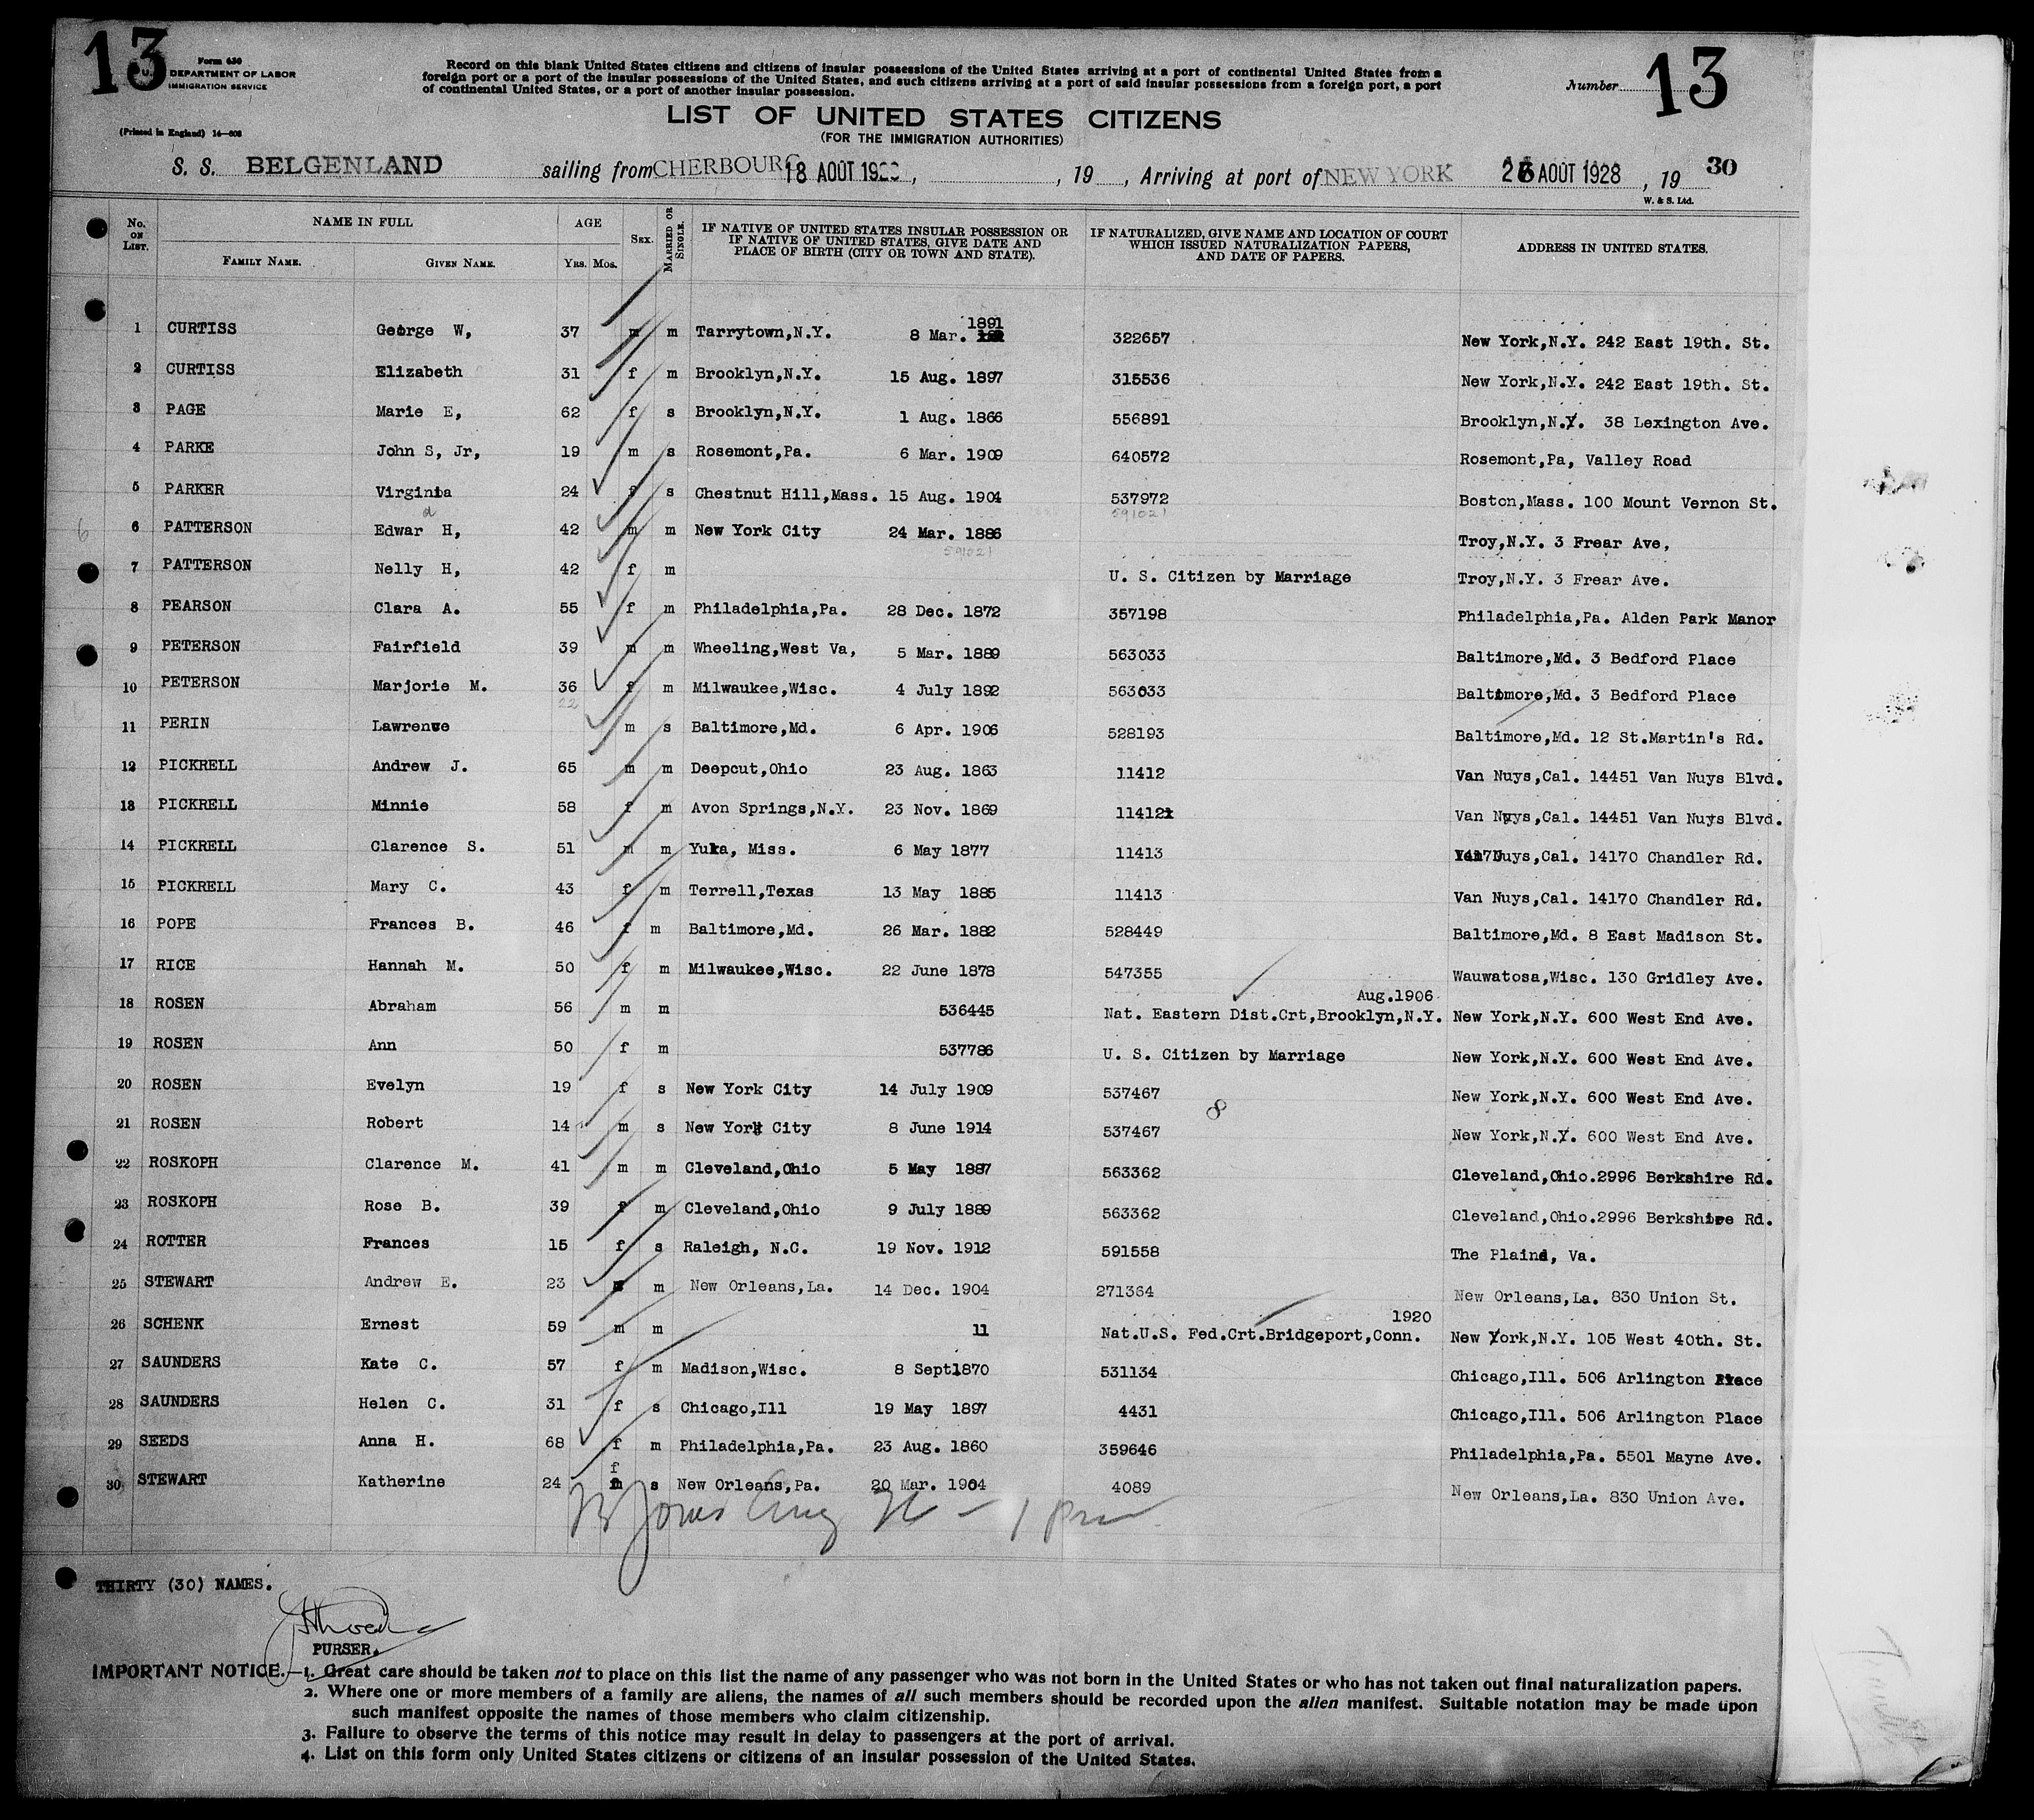 13
Form 630
U. S. DEPARTMENT OF LABOR
IMMIGRATION SERVICE
(Printed in England) 14—608
Record on this blank United States citizens and citizens of insular possessions of the United States arriving at a port of continental United States from a
foreign port or a port of the insular possessions of the United States, and such citizens arriving at a port of said insular possessions from a foreign port, a port
of continental United States, or a port of another insular possession.
Number 13
LIST OF UNITED STATES CITIZENS
(FOR THE IMMIGRATION AUTHORITIES)
S. S. BELGENLAND sailing from CHERBOURG 18 AOUT 1928, , 19 , Arriving at port of NEW YORK 26 AOUT 1928, 19 30
W. & S. Ltd.
No. ON LIST. NAME IN FULL FAMILY NAME. GIVEN NAME. AGE YRS. MOS. SEX. MARRIED OR SINGLE. IF NATIVE OF UNITED STATES INSULAR POSSESSION OR IF NATIVE OF UNITED STATES, GIVE DATE AND PLACE OF BIRTH (CITY OR TOWN AND STATE). IF NATURALIZED, GIVE NAME AND LOCATION OF COURT WHICH ISSUED NATURALIZATION PAPERS, AND DATE OF PAPERS. ADDRESS IN UNITED STATES.
1 CURTISS George W, 37 m m Tarrytown,N.Y. 8 Mar. 1891 322657 New York,N.Y. 242 East 19th. St.
2 CURTISS Elizabeth 31 f m Brooklyn,N.Y. 15 Aug. 1897 315536 New York,N.Y. 242 East 19th. St.
3 PAGE Marie E, 62 f s Brooklyn,N.Y. 1 Aug. 1866 556891 Brooklyn,N.Y. 38 Lexington Ave.
4 PARKE John S, Jr, 19 m s Rosemont,Pa. 6 Mar. 1909 640572 Rosemont,Pa, Valley Road
5 PARKER Virginia 24 f s Chestnut Hill,Mass. 15 Aug. 1904 537972 Boston,Mass. 100 Mount Vernon St.
591021
6 6 PATTERSON Edward H, 42 m m New York City 24 Mar. 1886 Troy,N.Y. 3 Frear Ave,
591021
7 PATTERSON Nelly H, 42 f m U. S. Citizen by Marriage Troy,N.Y. 3 Frear Ave.
8 PEARSON Clara A. 55 f m Philadelphia,Pa. 28 Dec. 1872 357198 Philadelphia,Pa. Alden Park Manor
9 PETERSON Fairfield 39 m m Wheeling,West Va, 5 Mar. 1889 563033 Baltimore,Md. 3 Bedford Place
10 PETERSON Marjorie M. 36 f m Milwaukee,Wisc. 4 July 1892 563033 Baltimore,Md. 3 Bedford Place
22
11 PERIN Lawrence m s Baltimore,Md. 6 Apr. 1906 528193 Baltimore,Md. 12 St.Martin's Rd.
12 PICKRELL Andrew J. 65 m m Deepcut,Ohio 23 Aug. 1863 11412 Van Nuys,Cal. 14451 Van Nuys Blvd.
13 PICKRELL Minnie 58 f m Avon Springs,N.Y. 23 Nov. 1869 11412 Van Nuys,Cal. 14451 Van Nuys Blvd.
14 PICKRELL Clarence S. 51 m m Yuka, Miss. 6 May 1877 11413 Van Nuys,Cal. 14170 Chandler Rd.
15 PICKRELL Mary C. 43 f m Terrell,Texas 13 May 1885 11413 Van Nuys,Cal. 14170 Chandler Rd.
16 POPE Frances B. 46 f m Baltimore,Md. 26 Mar. 1882 528449 Baltimore,Md. 8 East Madison St.
17 RICE Hannah M. 50 f m Milwaukee,Wisc. 22 June 1878 547355 Wauwatosa,Wisc. 130 Gridley Ave.
Aug.1906
18 ROSEN Abraham 56 m m 536445 Nat. Eastern Dist.Crt,Brooklyn,N.Y. New York,N.Y. 600 West End Ave.
19 ROSEN Ann 50 f m 537786 U. S. Citizen by Marriage New York,N.Y. 600 West End Ave.
20 ROSEN Evelyn 19 f s New York City 14 July 1909 537467 New York,N.Y. 600 West End Ave.
8
21 ROSEN Robert 14 m s New York City 8 June 1914 537467 New York,N.Y. 600 West End Ave.
22 ROSKOPH Clarence M. 41 m m Cleveland,Ohio 5 May 1887 563362 Cleveland,Ohio.2996 Berkshire Rd.
23 ROSKOPH Rose B. 39 f m Cleveland,Ohio 9 July 1889 563362 Cleveland,Ohio.2996 Berkshire Rd.
24 ROTTER Frances 15 f s Raleigh, N.C. 19 Nov. 1912 591558 The Plains, Va.
25 STEWART Andrew E. 23 m New Orleans,La. 14 Dec. 1904 271364 New Orleans,La. 830 Union St.
1920
26 SCHENK Ernest 59 m m 11 Nat.U.S. Fed.Crt.Bridgeport,Conn. New York,N.Y. 105 West 40th. St.
27 SAUNDERS Kate C. 57 f m Madison,Wisc. 8 Sept1870 531134 Chicago,Ill. 506 Arlington Place
28 SAUNDERS Helen C. 31 f s Chicago,Ill 19 May 1897 4431 Chicago,Ill. 506 Arlington Place
29 SEEDS Anna H. 68 f m Philadelphia,Pa. 23 Aug. 1860 359646 Philadelphia,Pa. 5501 Mayne Ave.
30 STEWART Katherine 24 f s New Orleans,Pa. 20 Mar. 1904 4089 New Orleans,La. 830 Union Ave.
Jones Aug 26 - 1 pm
THIRTY (30) NAMES.
PURSER.
IMPORTANT NOTICE.—1. Great care should be taken not to place on this list the name of any passenger who was not born in the United States or who has not taken out final naturalization papers.
2. Where one or more members of a family are aliens, the names of all such members should be recorded upon the alien manifest. Suitable notation may be made upon
such manifest opposite the names of those members who claim citizenship.
3. Failure to observe the terms of this notice may result in delay to passengers at the port of arrival.
4. List on this form only United States citizens or citizens of an insular possession of the United States.